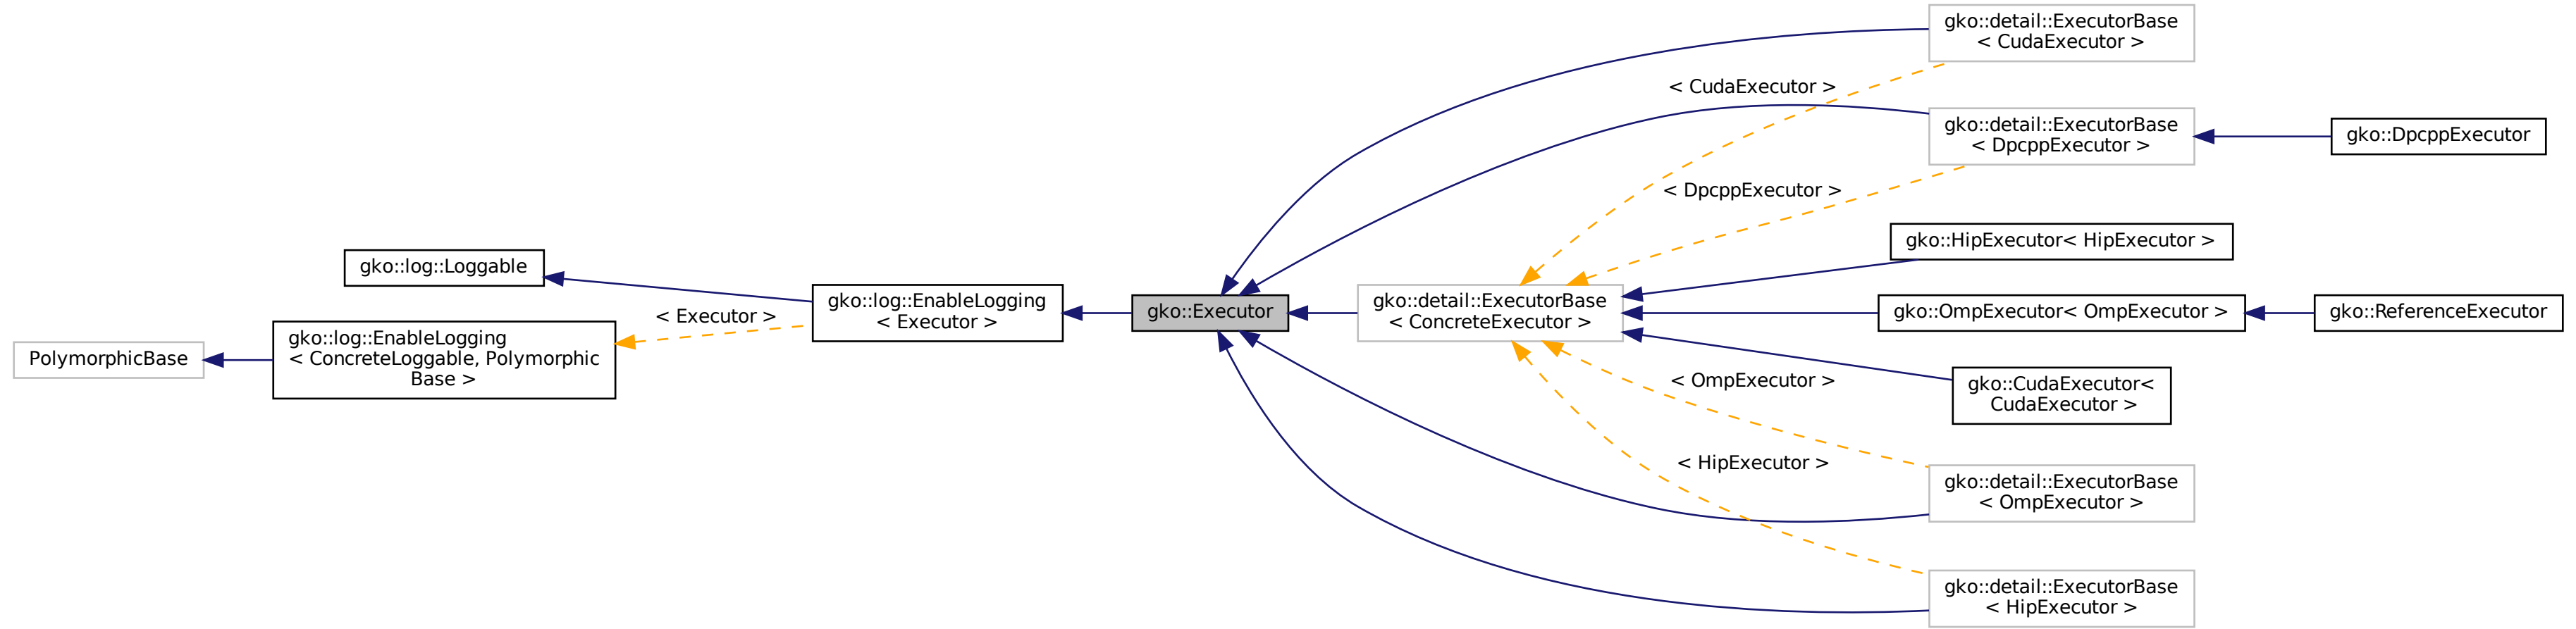 gko::detail::ExecutorBase
< CudaExecutor >
< CudaExecutor >
gko::detail::ExecutorBase
< DpcppExecutor >
gko::DpcppExecutor
< DpcppExecutor >
gko::HipExecutor< HipExecutor >
gko::log::Loggable
gko::log::EnableLogging
< Executor >
gko::Executor
gko::detail::ExecutorBase
< ConcreteExecutor >
gko::OmpExecutor< OmpExecutor >
gko::ReferenceExecutor
< Executor >
PolymorphicBase
gko::log::EnableLogging
< ConcreteLoggable, Polymorphic
Base >
gko::CudaExecutor<
CudaExecutor >
< OmpExecutor >
< HipExecutor >
gko::detail::ExecutorBase
< OmpExecutor >
gko::detail::ExecutorBase
< HipExecutor >